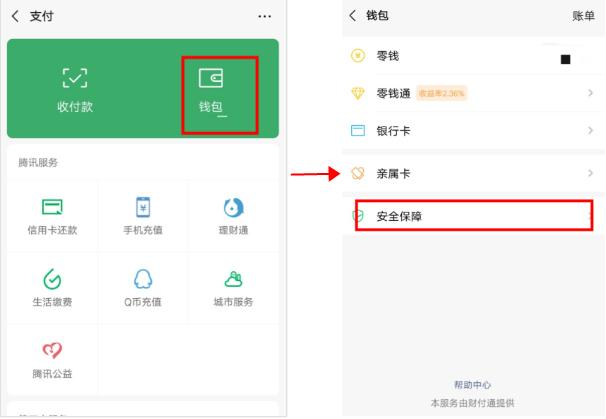 支付
收付款
钱包
腾讯服务
信用卡还款
手机充值
理财通
生活缴费
Q币充值
城市服务
腾讯公益
钱包
账单
零钱
零钱通 收益率2.36%
银行卡
亲属卡
安全保障
帮助中心
本服务由财付通提供